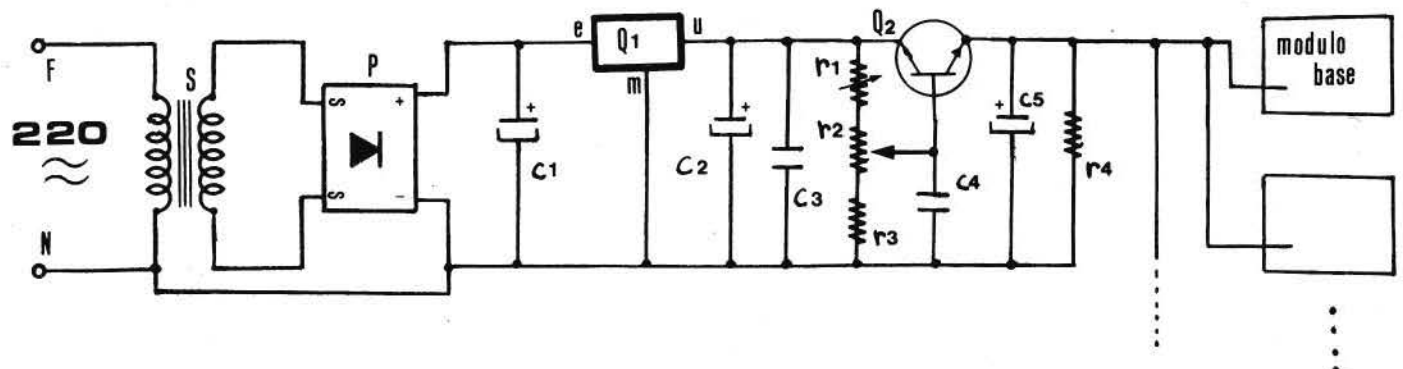 F
220
N
S
P
S
+
S
-
+
C1
e
Q1
u
m
+
C2
C3
r1
r2
r3
Q2
C4
+
C5
r4
modulo
base